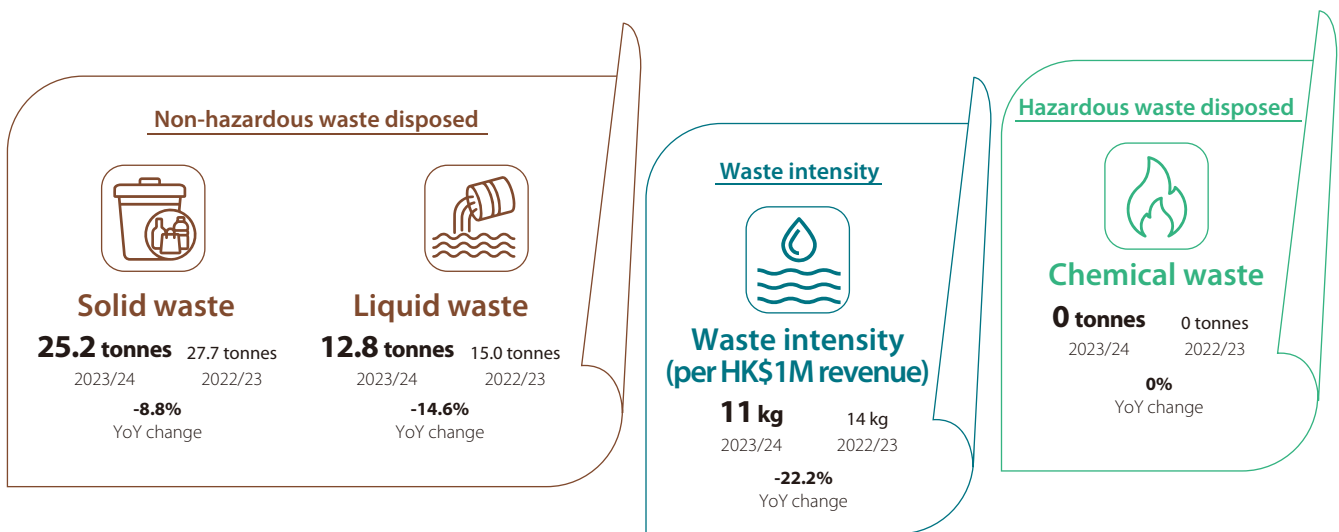 Non-hazardous waste disposed
Solid waste
25.2 tonnes 27.7 tonnes
2023/24 2022/23
-8.8%
YoY change
Liquid waste
12.8 tonnes 15.0 tonnes
2023/24 2022/23
-14.6%
YoY change
Waste intensity
Waste intensity
(per HK$1M revenue)
11 kg 14 kg
2023/24 2022/23
-22.2%
YoY change
Hazardous waste disposed
Chemical waste
0 tonnes 0 tonnes
2023/24 2022/23
0%
YoY change